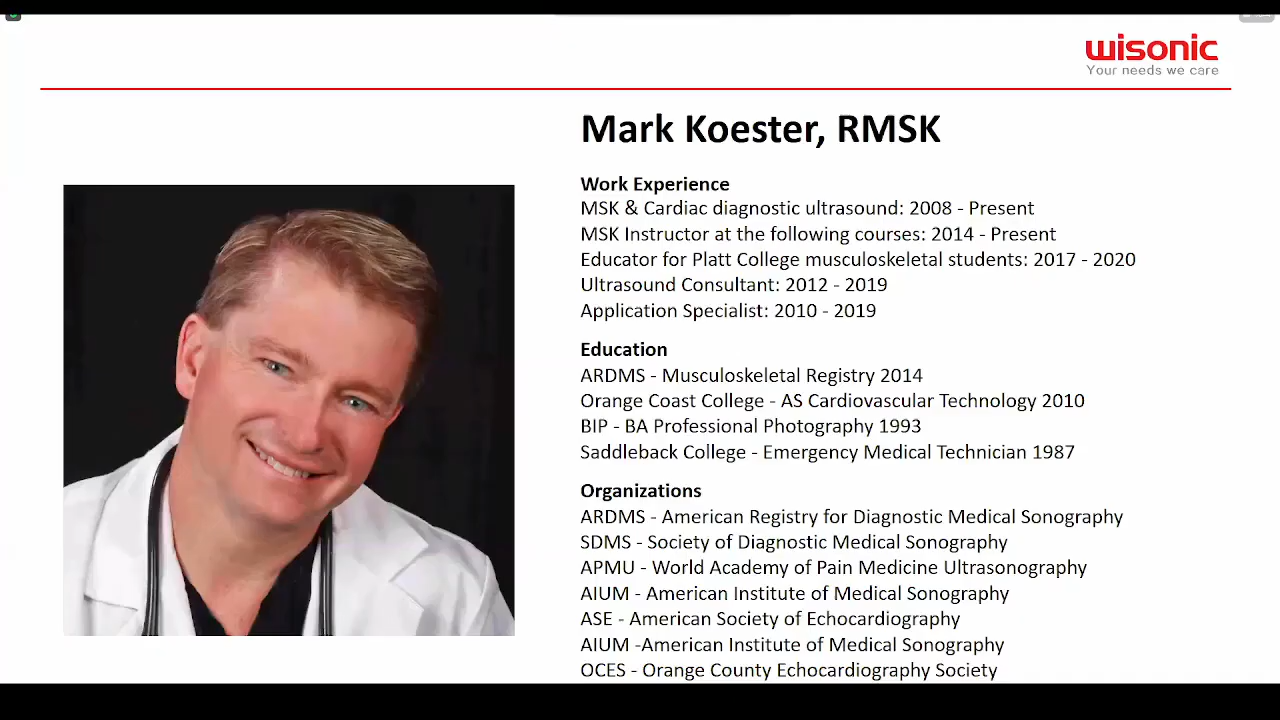 wisonic
Your needs we care
Mark Koester, RMSK
Work Experience
MSK & Cardiac diagnostic ultrasound: 2008 - Present
MSK Instructor at the following courses: 2014 - Present
Educator for Platt College musculoskeletal students: 2017 - 2020
Ultrasound Consultant: 2012 - 2019
Application Specialist: 2010 - 2019
Education
ARDMS - Musculoskeletal Registry 2014
Orange Coast College - AS Cardiovascular Technology 2010
BIP - BA Professional Photography 1993
Saddleback College - Emergency Medical Technician 1987
Organizations
ARDMS - American Registry for Diagnostic Medical Sonography
SDMS - Society of Diagnostic Medical Sonography
APMU - World Academy of Pain Medicine Ultrasonography
AIUM - American Institute of Medical Sonography
ASE - American Society of Echocardiography
AIUM -American Institute of Medical Sonography
OCES - Orange County Echocardiography Society